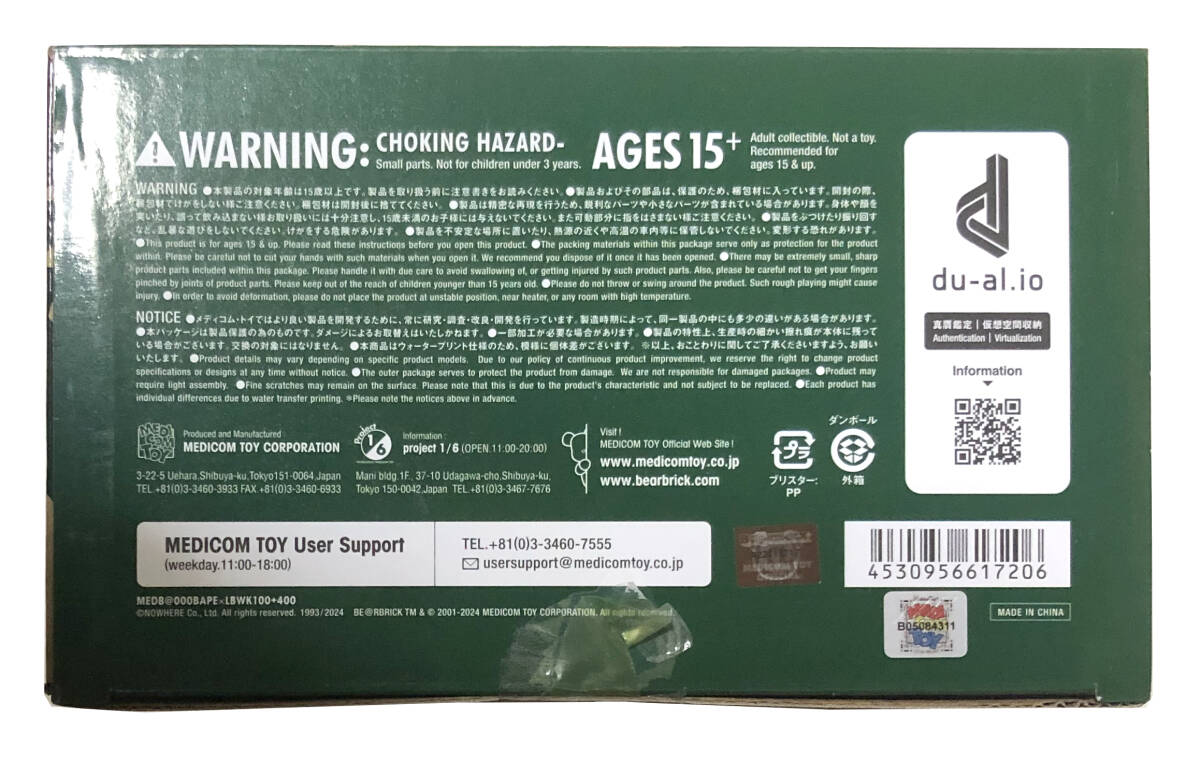 WARNING: CHOKING HAZARD-
Small parts. Not for children under 3 years.
AGES 15+
Adult collectible. Not a toy.
Recommended for
ages 15 & up.
WARNING ●本製品の対象年齢は15歳以上です。製品を取り扱う前に注意書きをお読みください。●製品およびその部品は、保護のため、梱包材に入っています。開封の際、
梱包材でけがをしない様ご注意ください。梱包材は開封後に捨ててください。●製品は精密な再現を行うため、鋭利なパーツや小さなパーツが含まれている場合があります。身体や顔を
突いたり、誤って飲み込まない様お取り扱いには十分注意し、15歳未満のお子様には与えないでください。また可動部分に指をはさまない様ご注意ください。●製品をぶつけたり振り回す
など、乱暴な遊びをしないでください。けがをする危険があります。●製品を不安定な場所に置いたり、熱源の近くや高温の車内等に保管しないでください。変形する恐れがあります。
●This product is for ages 15 & up. Please read these instructions before you open this product. ●The packing materials within this package serve only as protection for the product
within. Please be careful not to cut your hands with such materials when you open it. We recommend you dispose of it once it has been opened. ●There may be extremely small, sharp
product parts included within this package. Please handle it with due care to avoid swallowing of, or getting injured by such product parts. Also, please be careful not to get your fingers
pinched by joints of product parts. Please keep out of the reach of children younger than 15 years old. ●Please do not throw or swing around the product. Such rough playing might cause
injury. ●In order to avoid deformation, please do not place the product at unstable position, near heater, or any room with high temperature.
NOTICE ●メディコム・トイではより良い製品を開発するために、常に研究・調査・改良・開発を行しています。製造時期によって、同一製品の中にも多少の違いがある場合があります。
●本パッケージは製品保護の為のものです。ダメージによるお取替えはいたしかねます。●一部加工が必要な場合があります。●製品の特性上、生産時の細かい擦れ痕が本体に残って
いる場合がございます。交換の対象にはなりません。●本商品はウォータープリント仕様のため、模様に個体差がございます。※以上、おことわりに関してご了承くださいますよう、お願い
いたします。●Product details may vary depending on specific product models. Due to our policy of continuous product improvement, we reserve the right to change product
specifications or designs at any time without notice. ●The outer package serves to protect the product from damage. We are not responsible for damaged packages. ●Product may
require light assembly. ●Fine scratches may remain on the surface. Please note that this is due to the product's characteristic and not subject to be replaced. ●Each product has
individual differences due to water transfer printing. ※Please note the notices above in advance.
MEDICOM TOY
Produced and Manufactured
MEDICOM TOY CORPORATION
3-22-5 Uehara,Shibuya-ku,Tokyo151-0064,Japan
TEL.+81(0)3-3460-3933 FAX.+81(0)3-3460-6933
Project 1/6
Information :
project 1/6 (OPEN.11:00-20:00)
Mani bldg.1F., 37-10 Udagawa-cho,Shibuya-ku,
Tokyo 150-0042,Japan TEL.+81(0)3-3467-7676
Visit !
MEDICOM TOY Official Web Site !
www.medicomtoy.co.jp
www.bearbrick.com
プラ
ブリスター:
PP
ダンボール
外箱
du-al.io
真贋鑑定 | 仮想空間収納
Authentication | Virtualization
Information
MEDICOM TOY User Support
(weekday.11:00-18:00)
TEL.+81(0)3-3460-7555
usersupport@medicomtoy.co.jp
MEDICOM TOY
4530956617206
MEDB@000BAPE×LBWK100+400
©NOWHERE Co., Ltd. All rights reserved. 1993/2024 BE@RBRICK TM & © 2001-2024 MEDICOM TOY CORPORATION. All rights reserved.
B05084311
TOY
MADE IN CHINA